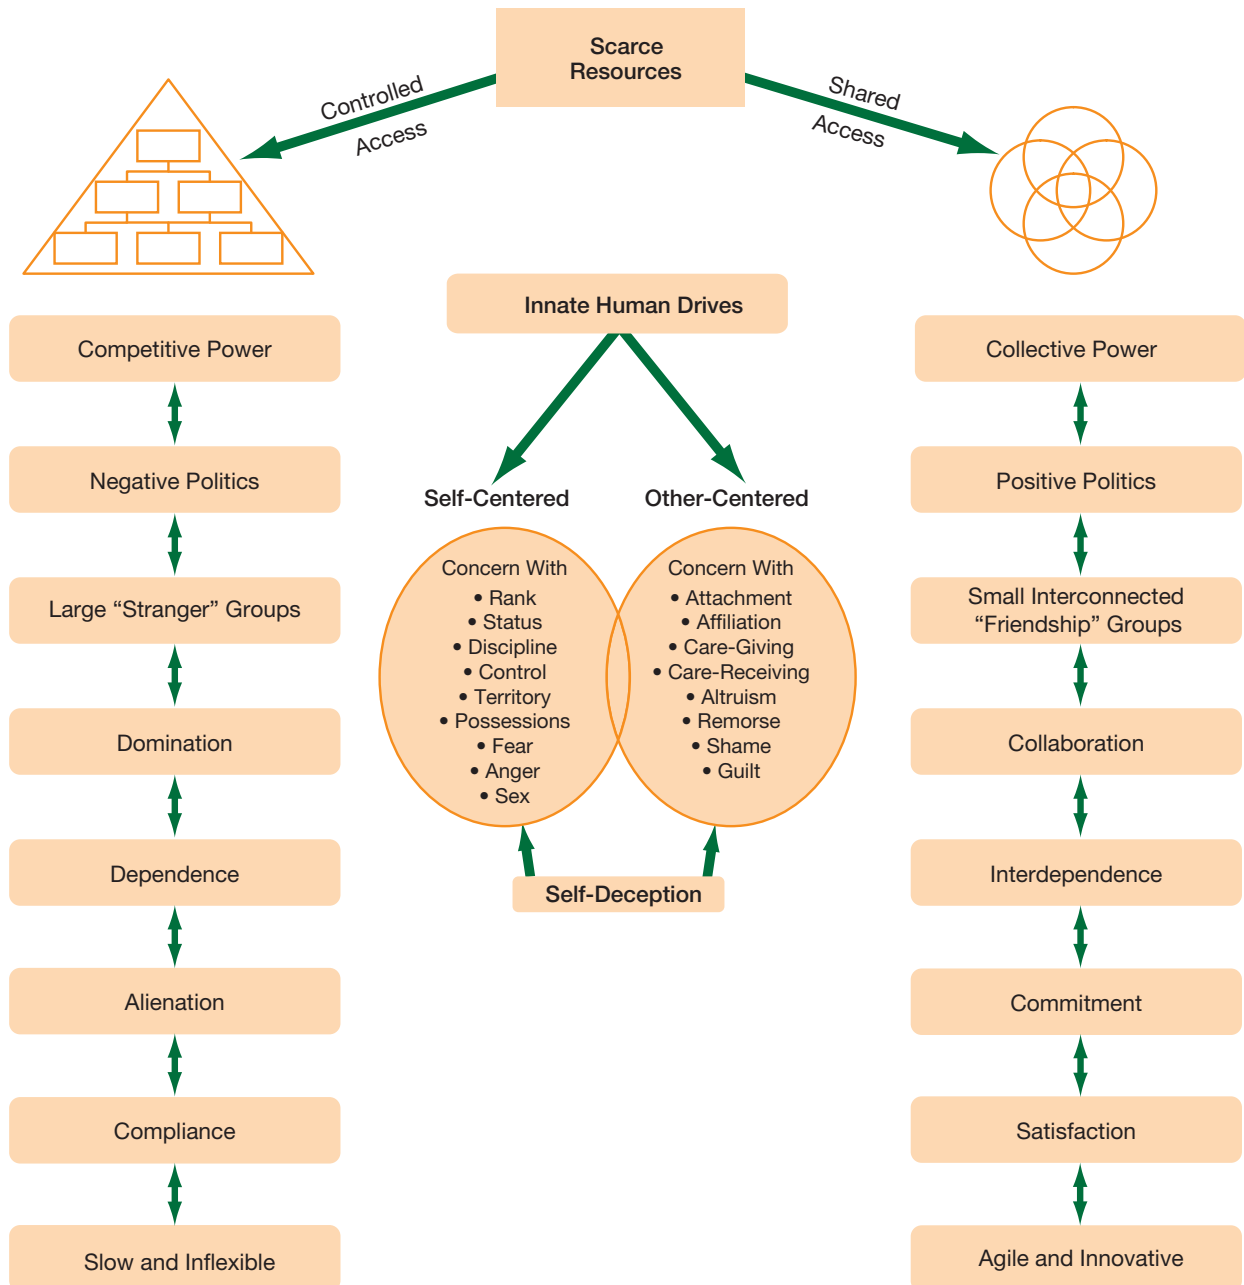 Scarce
Resources
Controlled
Access
Shared
Access
Innate Human Drives
Competitive Power
Negative Politics
Large “Stranger” Groups
Domination
Dependence
Alienation
Compliance
Slow and Inflexible
Self-Centered
Concern With
• Rank
• Status
• Discipline
• Control
• Territory
• Possessions
• Fear
• Anger
• Sex
Other-Centered
Concern With
• Attachment
• Affiliation
• Care-Giving
• Care-Receiving
• Altruism
• Remorse
• Shame
• Guilt
Self-Deception
Collective Power
Positive Politics
Small Interconnected
“Friendship” Groups
Collaboration
Interdependence
Commitment
Satisfaction
Agile and Innovative